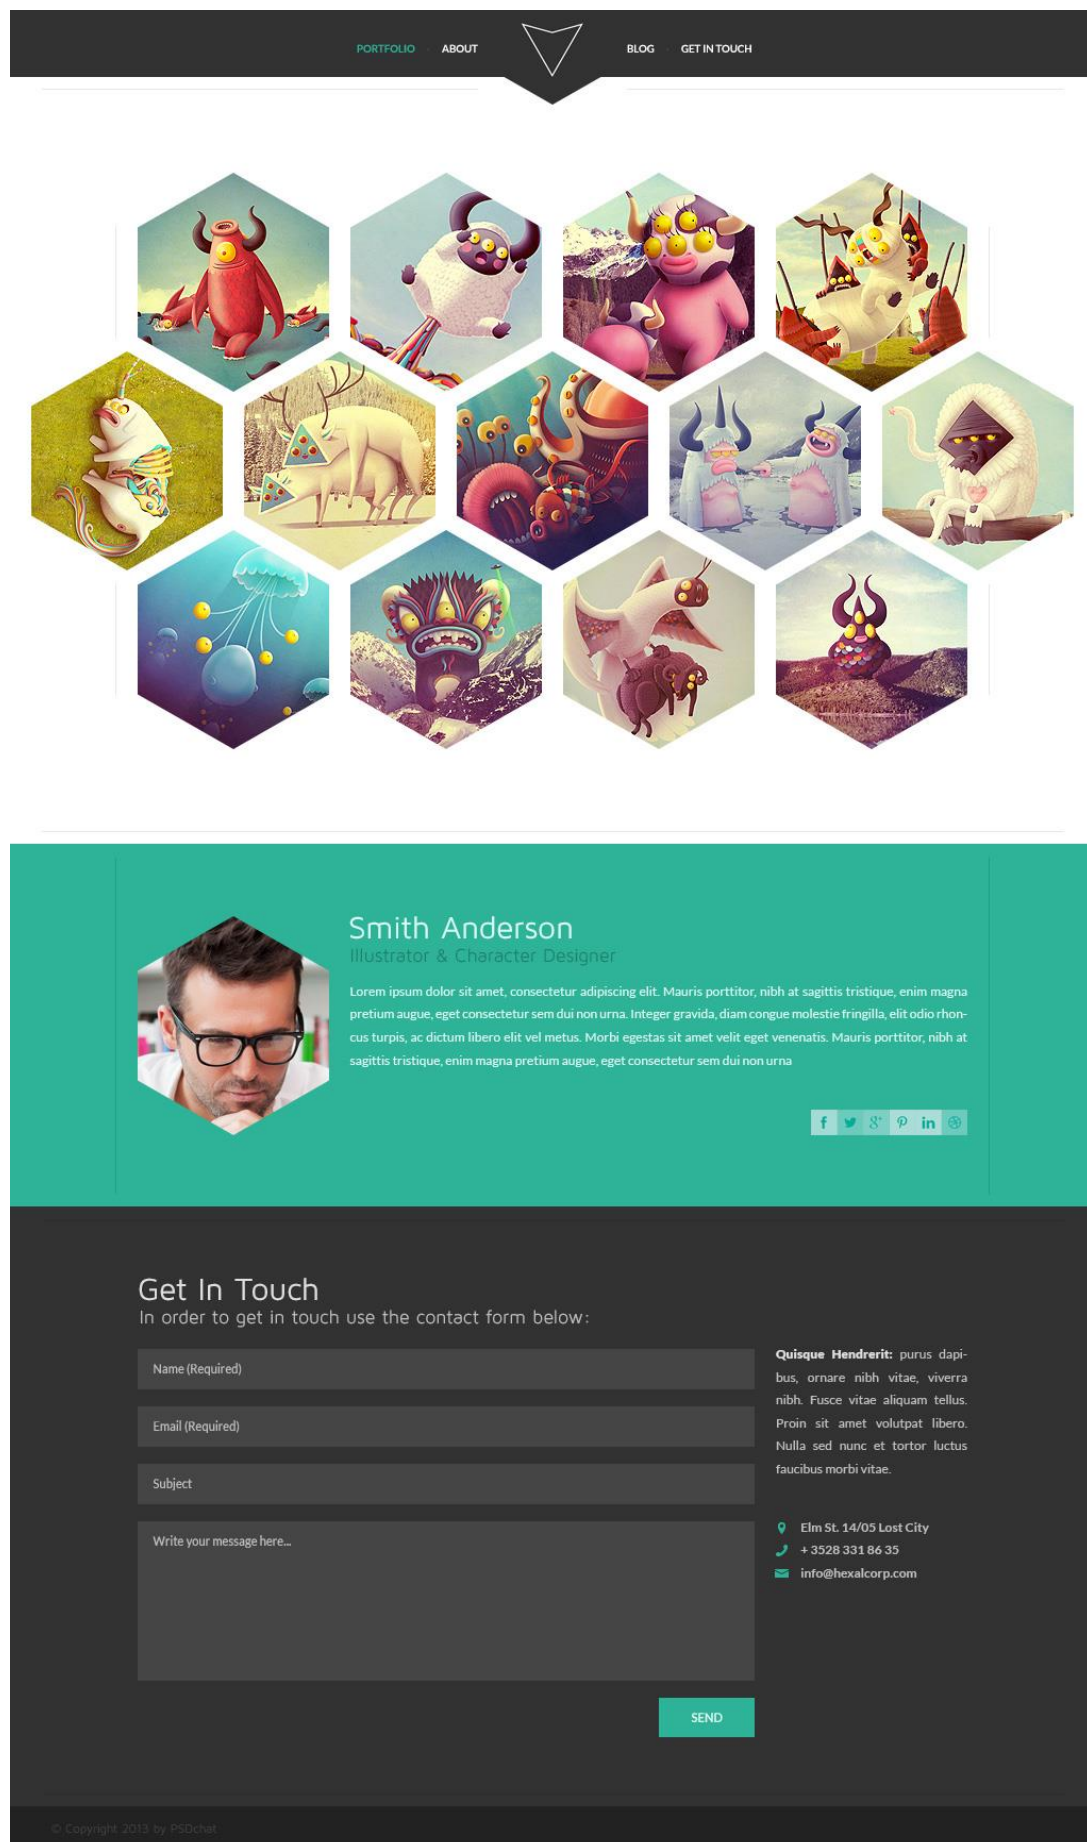 PORTFOLIO · ABOUT BLOG · GET IN TOUCH
Smith Anderson
Illustrator & Character Designer
Lorem ipsum dolor sit amet, consectetur adipiscing elit. Mauris porttitor, nibh at sagittis tristique, enim magna
pretium augue, eget consectetur sem dui non urna. Integer gravida, diam congue molestie fringilla, elit odio rhon-
cus turpis, ac dictum libero elit vel metus. Morbi egestas sit amet velit eget venenatis. Mauris porttitor, nibh at
sagittis tristique, enim magna pretium augue, eget consectetur sem dui non urna
f g+ p in
Get In Touch
In order to get in touch use the contact form below:
Name (Required)
Email (Required)
Subject
Write your message here...
SEND
Quisque Hendrerit: purus dapi-
bus, ornare nibh vitae, viverra
nibh. Fusce vitae aliquam tellus.
Proin sit amet volutpat libero.
Nulla sed nunc et tortor luctus
faucibus morbi vitae.
Elm St. 14/05 Lost City
+ 3528 331 86 35
info@hexalcorp.com
© Copyright 2013 by PSDchat